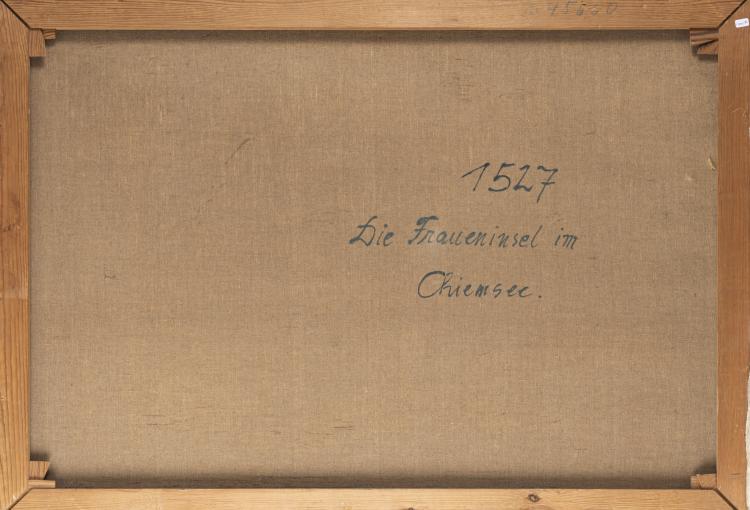 1527
Die Fraueninsel im
Chiemsee.